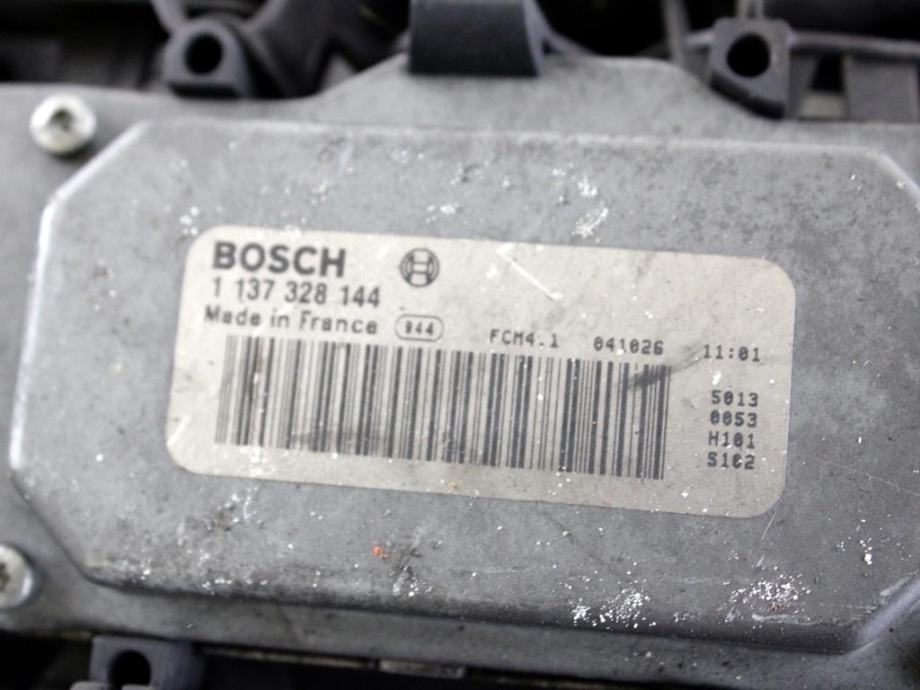 BOSCH
1 137 328 144
Made in France 944
FCM4.1 041026 11:01
5013
0053
H101
S102